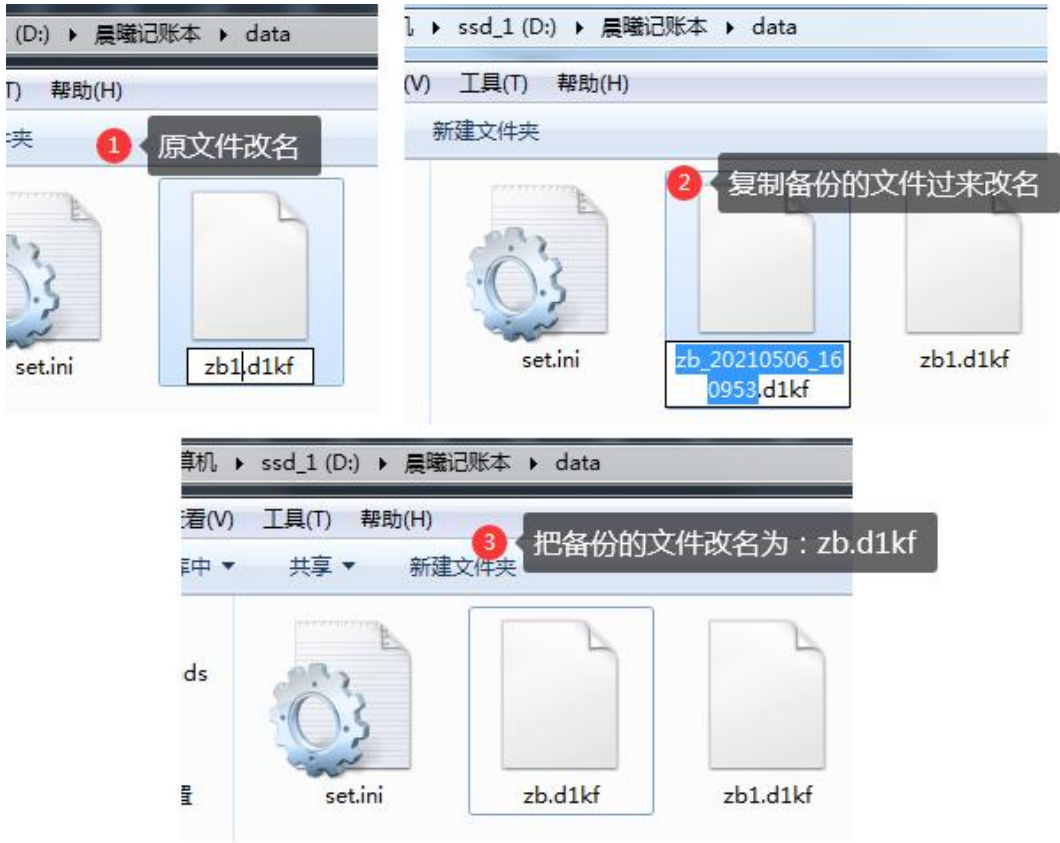 (D:) ▸ 晨曦记账本 ▸ data
T) 帮助(H)
夹
1 原文件改名
set.ini
zb1.d1kf
ssd_1 (D:) ▸ 晨曦记账本 ▸ data
(V) 工具(T) 帮助(H)
新建文件夹
2 复制备份的文件过来改名
set.ini
zb_20210506_16
0953.d1kf
zb1.d1kf
算机 ▸ ssd_1 (D:) ▸ 晨曦记账本 ▸ data
查看(V) 工具(T) 帮助(H)
3 把备份的文件改名为：zb.d1kf
库中 ▾ 共享 ▾ 新建文件夹
ds
置
set.ini
zb.d1kf
zb1.d1kf